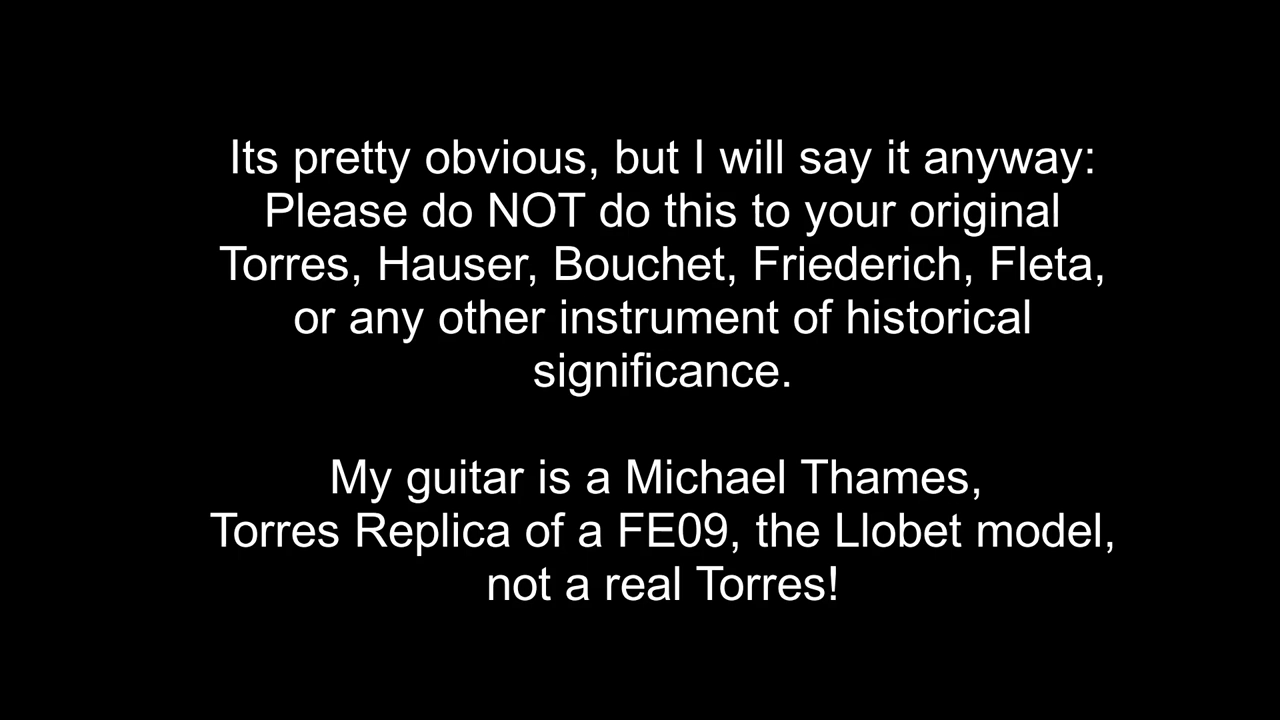 Its pretty obvious, but I will say it anyway:
Please do NOT do this to your original
Torres, Hauser, Bouchet, Friederich, Fleta,
or any other instrument of historical
significance.
My guitar is a Michael Thames,
Torres Replica of a FE09, the Llobet model,
not a real Torres!